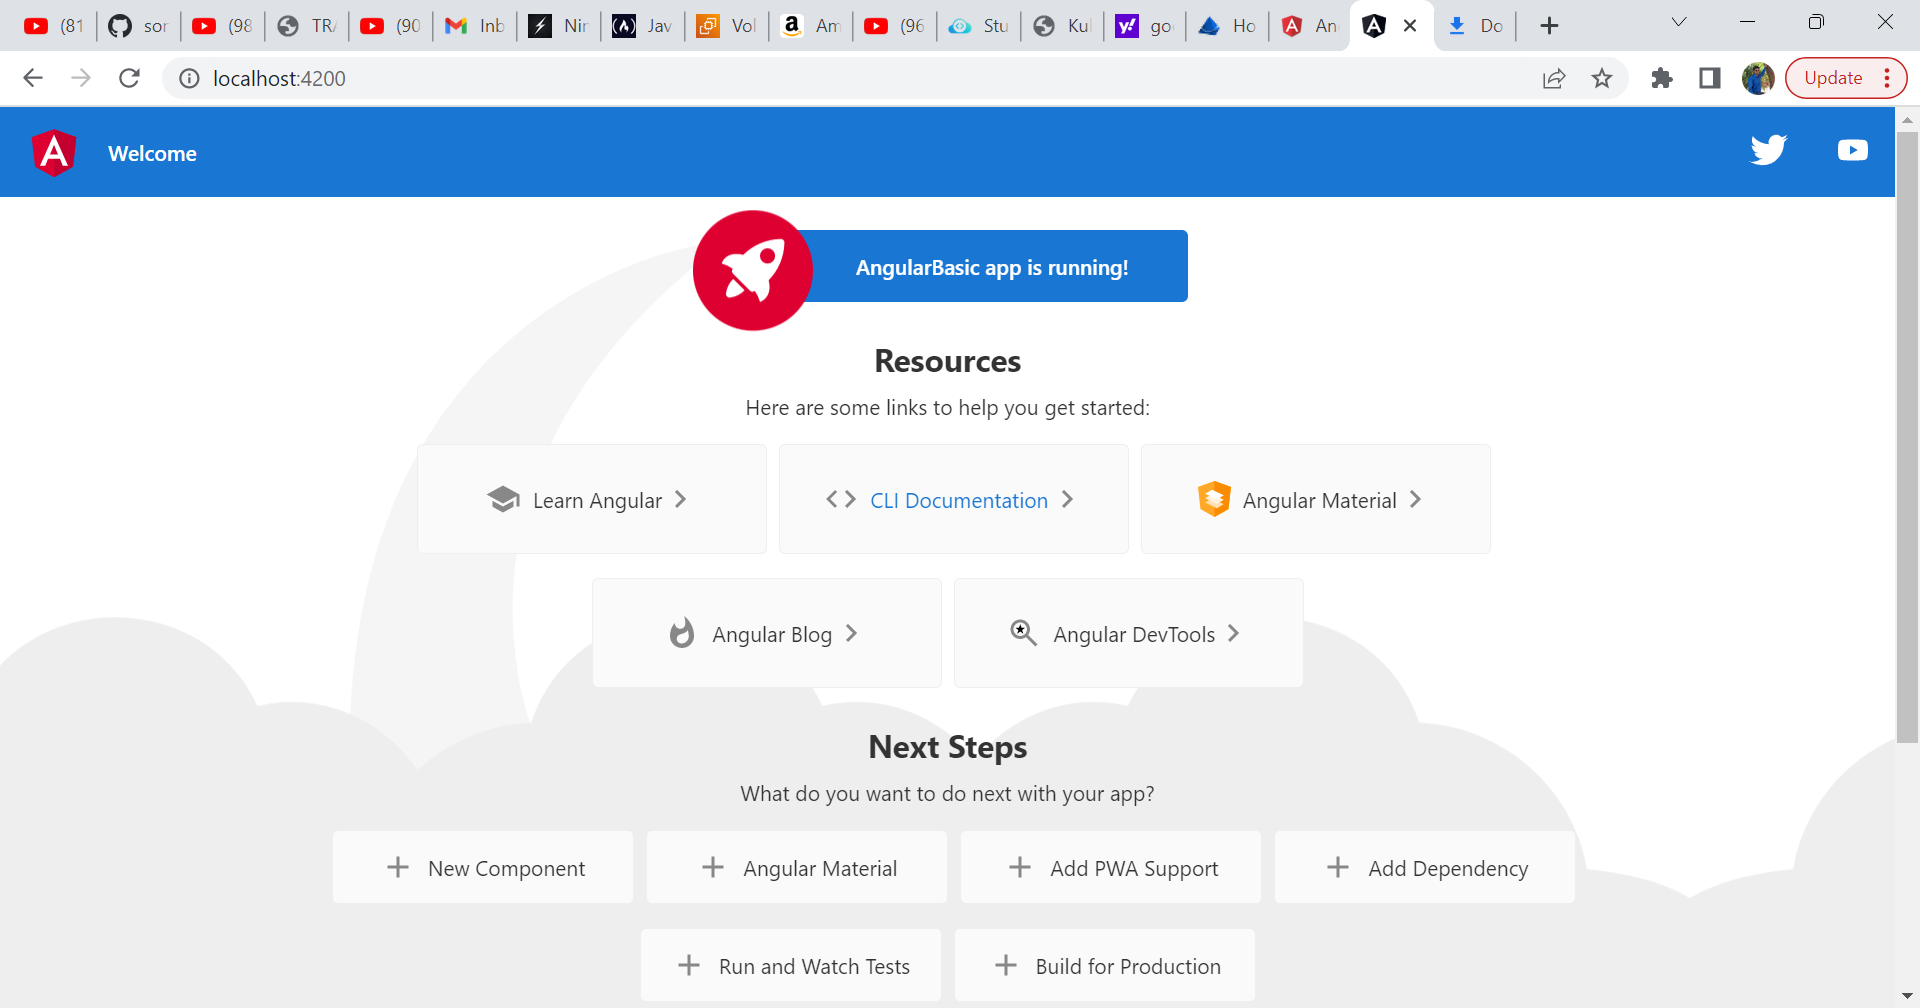 (81 sor (98 TR (90 Inb Nir Jav Vol Am (96 Stu Kul go Ho An Do
localhost:4200 Update
Welcome
AngularBasic app is running!
Resources
Here are some links to help you get started:
Learn Angular CLI Documentation Angular Material
Angular Blog Angular DevTools
Next Steps
What do you want to do next with your app?
New Component Angular Material Add PWA Support Add Dependency
Run and Watch Tests Build for Production